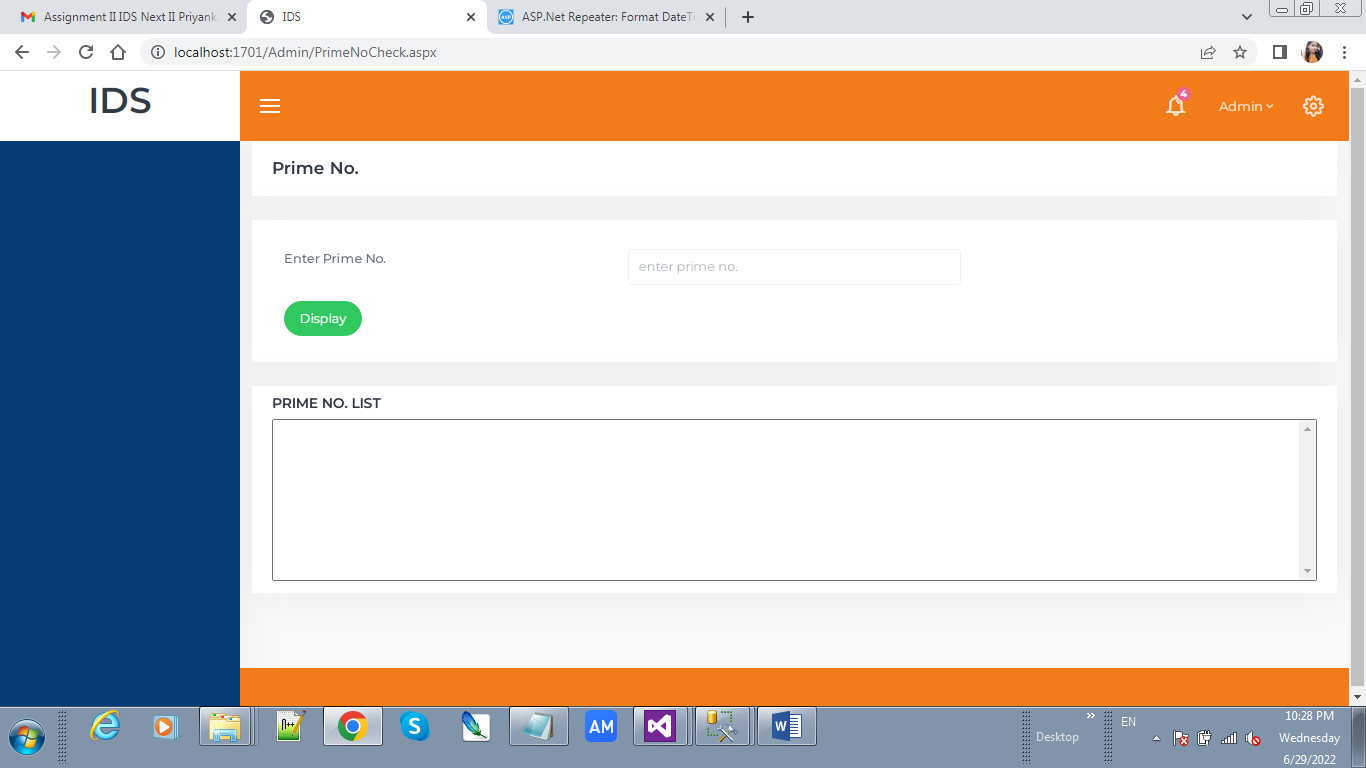 Assignment II IDS Next II Priyank
IDS
ASP.Net Repeater: Format DateTi
localhost:1701/Admin/PrimeNoCheck.aspx
IDS
4
Admin
Prime No.
Enter Prime No.
enter prime no.
Display
PRIME NO. LIST
n++
S
AM
W
»
Desktop
EN
10:28 PM
Wednesday
6/29/2022